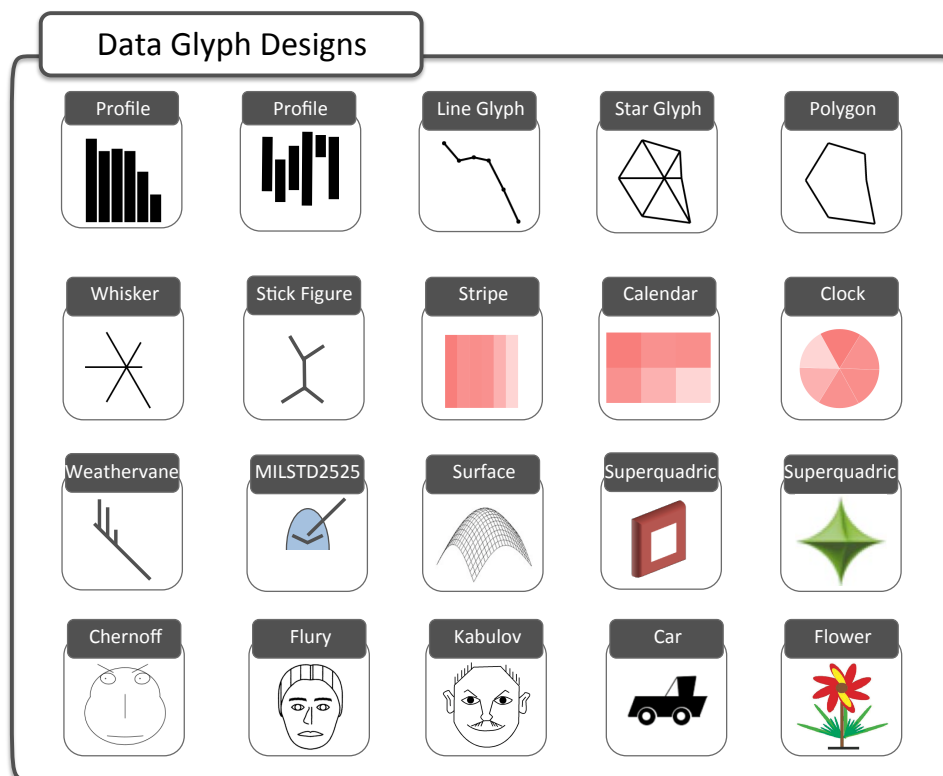 Data Glyph Designs
Profile
Profile
Line Glyph
Star Glyph
Polygon
Whisker
Stick Figure
Stripe
Calendar
Clock
Weathervane
MILSTD2525
Surface
Superquadric
Superquadric
Chernoff
Flury
Kabulov
Car
Flower